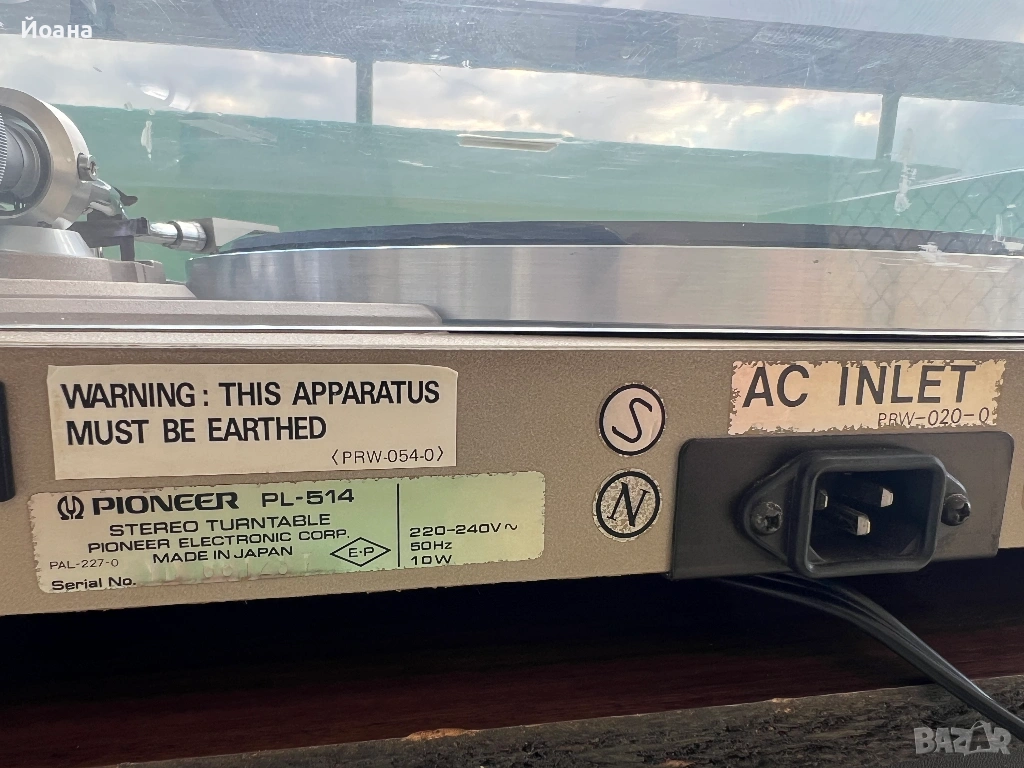 Йоана
WARNING : THIS APPARATUS
MUST BE EARTHED
〈PRW-054-0〉
S
N
AC INLET
PRW-020-0
PIONEER PL-514
STEREO TURNTABLE
PIONEER ELECTRONIC CORP.
MADE IN JAPAN
PAL-227-0
Serial No.
E-P
220-240V~
50Hz
10W
BAZAR